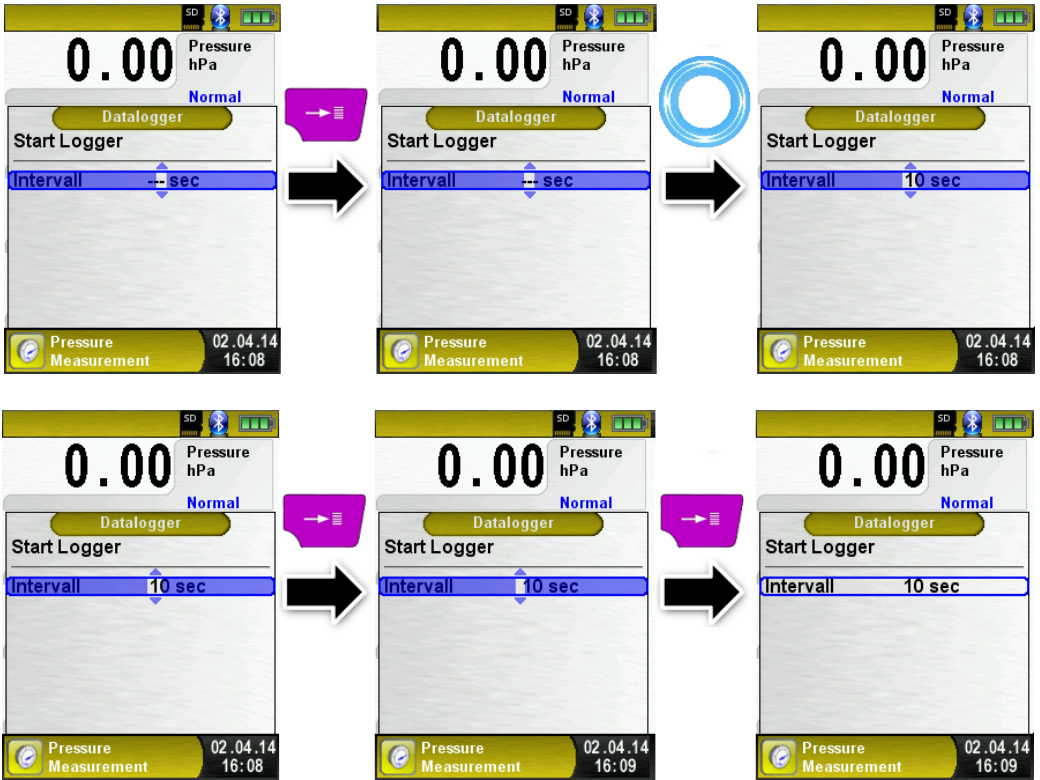 SD
0.00 Pressure
hPa
Normal
Datalogger
Start Logger
Intervall --- sec
Pressure 02.04.14
Measurement 16:08
SD
0.00 Pressure
hPa
Normal
Datalogger
Start Logger
Intervall --- sec
Pressure 02.04.14
Measurement 16:08
SD
0.00 Pressure
hPa
Normal
Datalogger
Start Logger
Intervall 10 sec
Pressure 02.04.14
Measurement 16:08
SD
0.00 Pressure
hPa
Normal
Datalogger
Start Logger
Intervall 10 sec
Pressure 02.04.14
Measurement 16:08
SD
0.00 Pressure
hPa
Normal
Datalogger
Start Logger
Intervall 10 sec
Pressure 02.04.14
Measurement 16:09
SD
0.00 Pressure
hPa
Normal
Datalogger
Start Logger
Intervall 10 sec
Pressure 02.04.14
Measurement 16:09